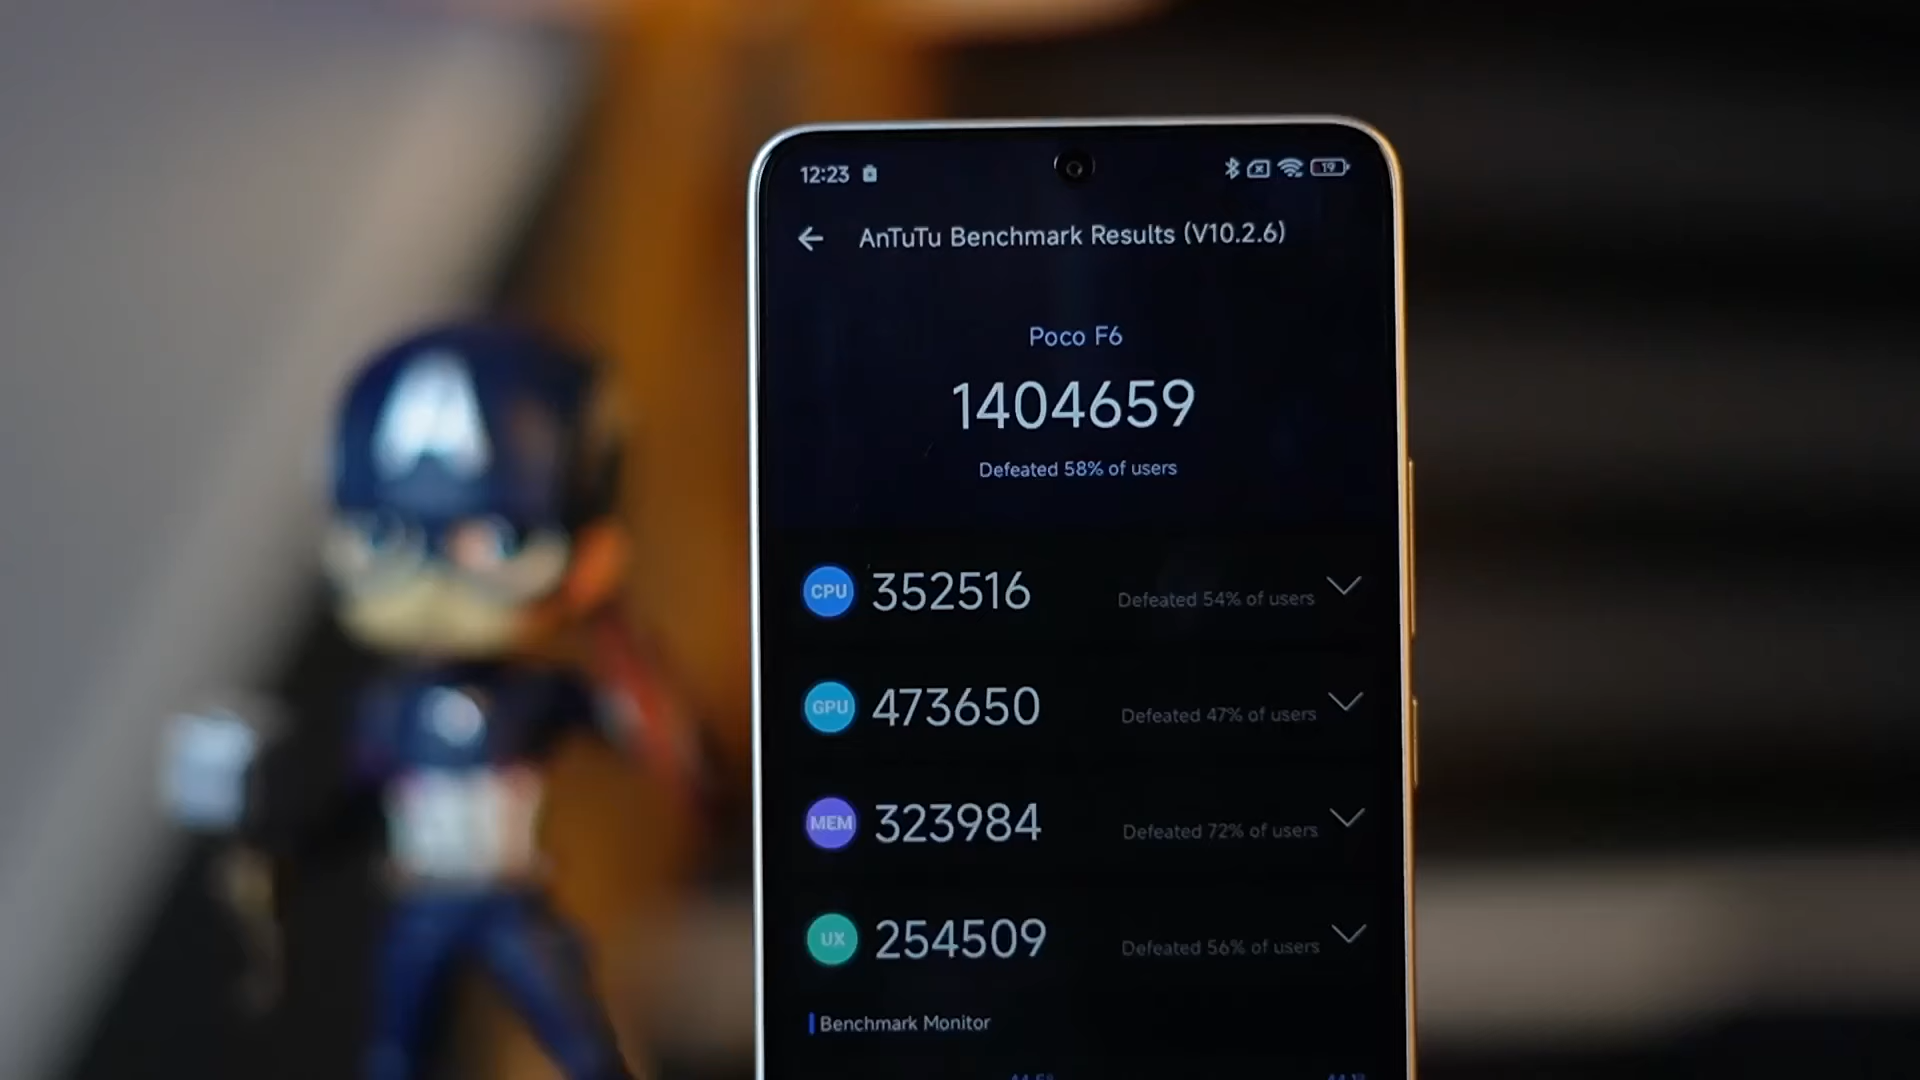 12:23 19
AnTuTu Benchmark Results (V10.2.6)
Poco F6
1404659
Defeated 58% of users
CPU 352516 Defeated 54% of users
GPU 473650 Defeated 47% of users
MEM 323984 Defeated 72% of users
UX 254509 Defeated 56% of users
Benchmark Monitor